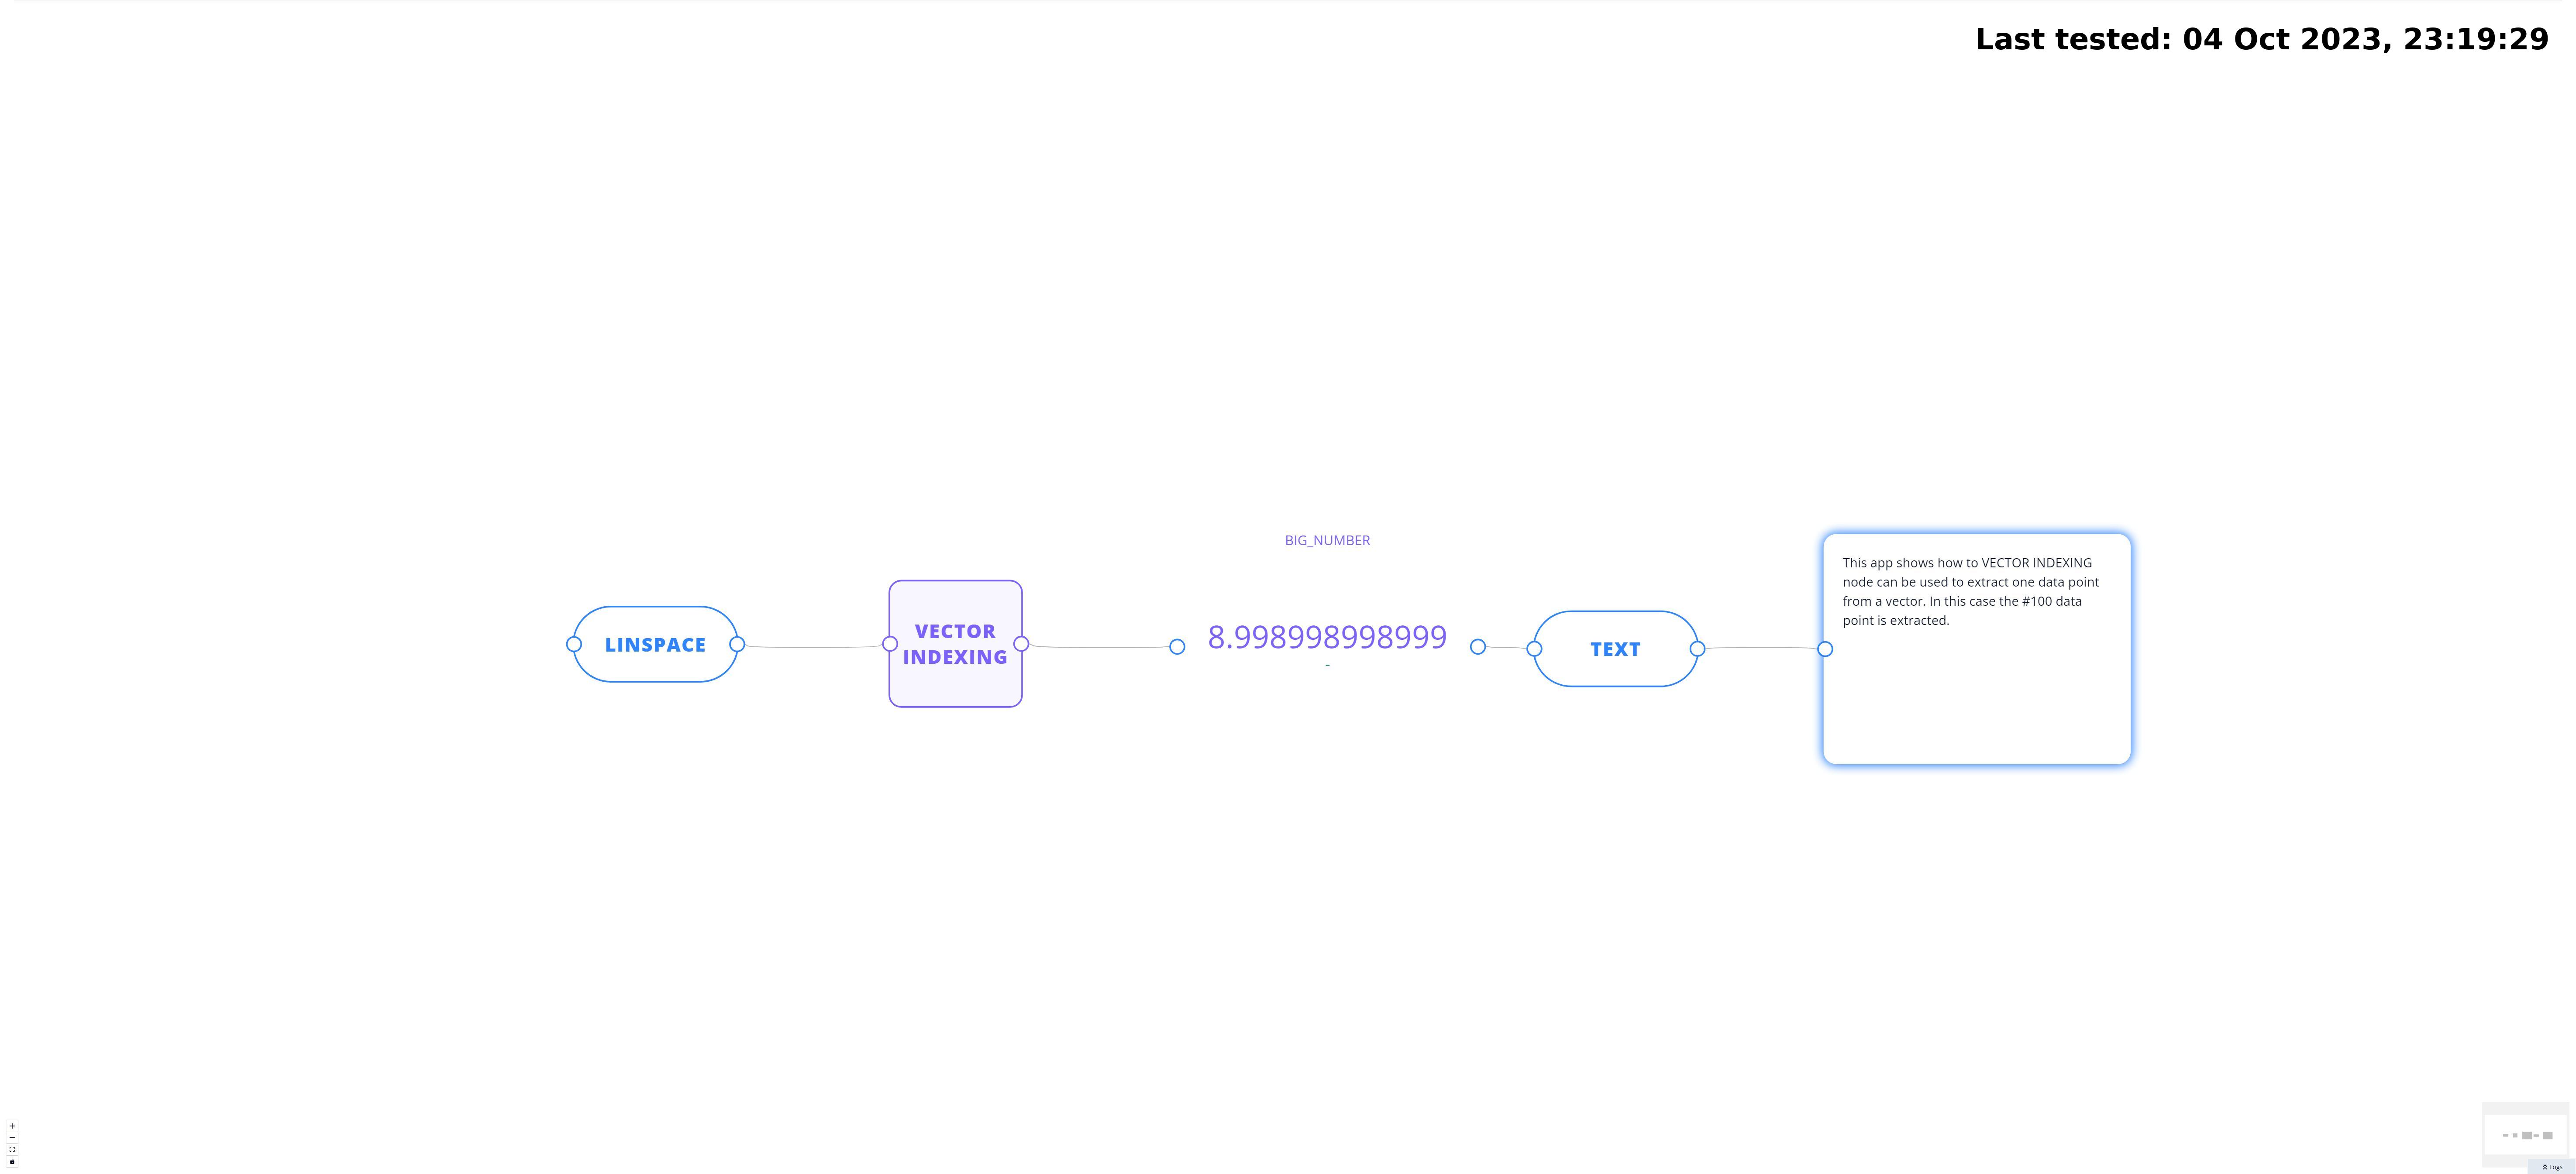 Last tested: 04 Oct 2023, 23:19:29
BIG_NUMBER
LINSPACE
VECTOR
INDEXING
8.998998998999
-
TEXT
This app shows how to VECTOR INDEXING
node can be used to extract one data point
from a vector. In this case the #100 data
point is extracted.
Logs